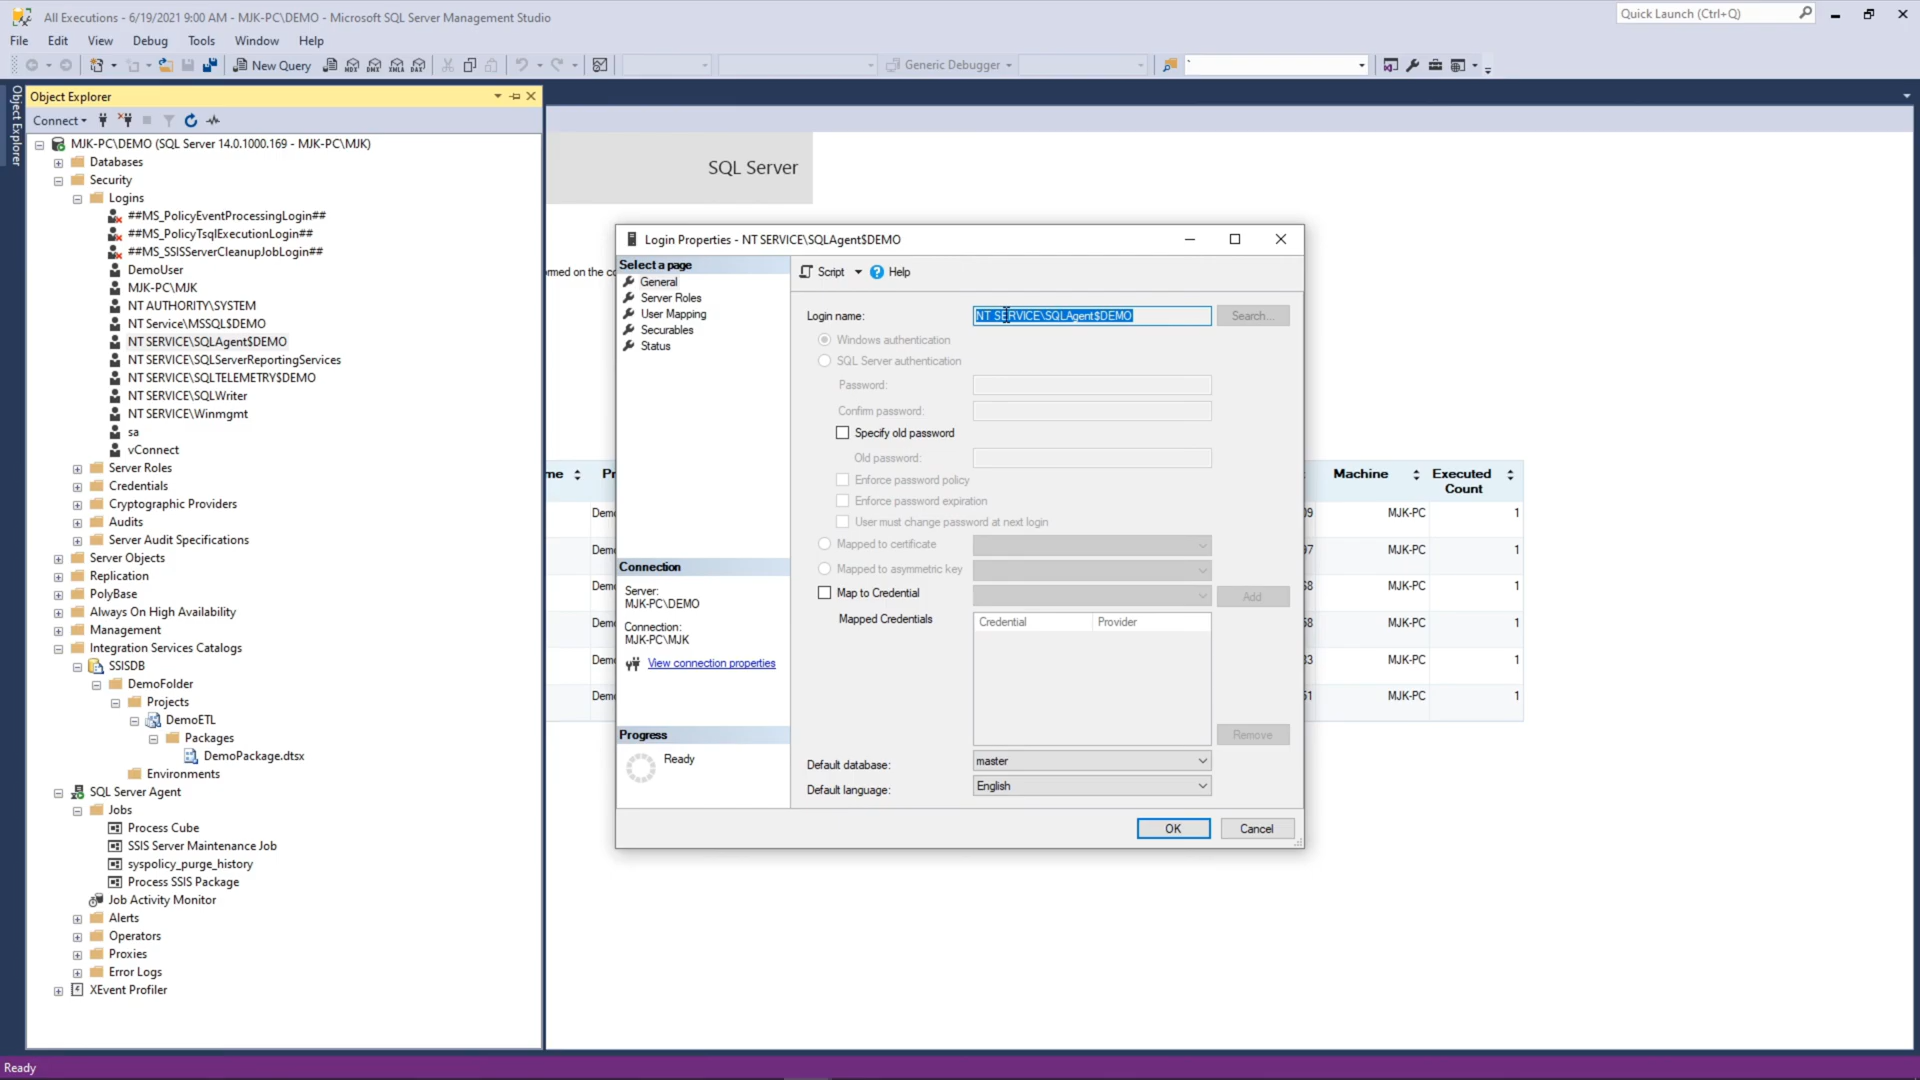 All Executions - 6/19/2021 9:00 AM - MJK-PC\DEMO - Microsoft SQL Server Management Studio
Quick Launch (Ctrl+Q)
File Edit View Debug Tools Window Help
New Query
MDX DMX XMLA DAX
Generic Debugger
Object Explorer
Object Explorer
Connect
MJK-PC\DEMO (SQL Server 14.0.1000.169 - MJK-PC\MJK)
Databases
Security
Logins
##MS_PolicyEventProcessingLogin##
##MS_PolicyTsqlExecutionLogin##
##MS_SSISServerCleanupJobLogin##
DemoUser
MJK-PC\MJK
NT AUTHORITY\SYSTEM
NT Service\MSSQL$DEMO
NT SERVICE\SQLAgent$DEMO
NT SERVICE\SQLServerReportingServices
NT SERVICE\SQLTELEMETRY$DEMO
NT SERVICE\SQLWriter
NT SERVICE\Winmgmt
sa
vConnect
Server Roles
Credentials
Cryptographic Providers
Audits
Server Audit Specifications
Server Objects
Replication
PolyBase
Always On High Availability
Management
Integration Services Catalogs
SSISDB
DemoFolder
Projects
DemoETL
Packages
DemoPackage.dtsx
Environments
SQL Server Agent
Jobs
Process Cube
SSIS Server Maintenance Job
syspolicy_purge_history
Process SSIS Package
Job Activity Monitor
Alerts
Operators
Proxies
Error Logs
XEvent Profiler
SQL Server
Login Properties - NT SERVICE\SQLAgent$DEMO
Select a page
General
Server Roles
User Mapping
Securables
Status
Connection
Server:
MJK-PC\DEMO
Connection:
MJK-PC\MJK
View connection properties
Progress
Ready
Script Help
Login name: NT SERVICE\SQLAgent$DEMO Search...
Windows authentication
SQL Server authentication
Password:
Confirm password:
Specify old password
Old password:
Enforce password policy
Enforce password expiration
User must change password at next login
Mapped to certificate
Mapped to asymmetric key
Map to Credential Add
Mapped Credentials Credential Provider
Remove
Default database: master
Default language: English
OK Cancel
Machine Executed
Count
MJK-PC 1
MJK-PC 1
MJK-PC 1
MJK-PC 1
MJK-PC 1
MJK-PC 1
Ready